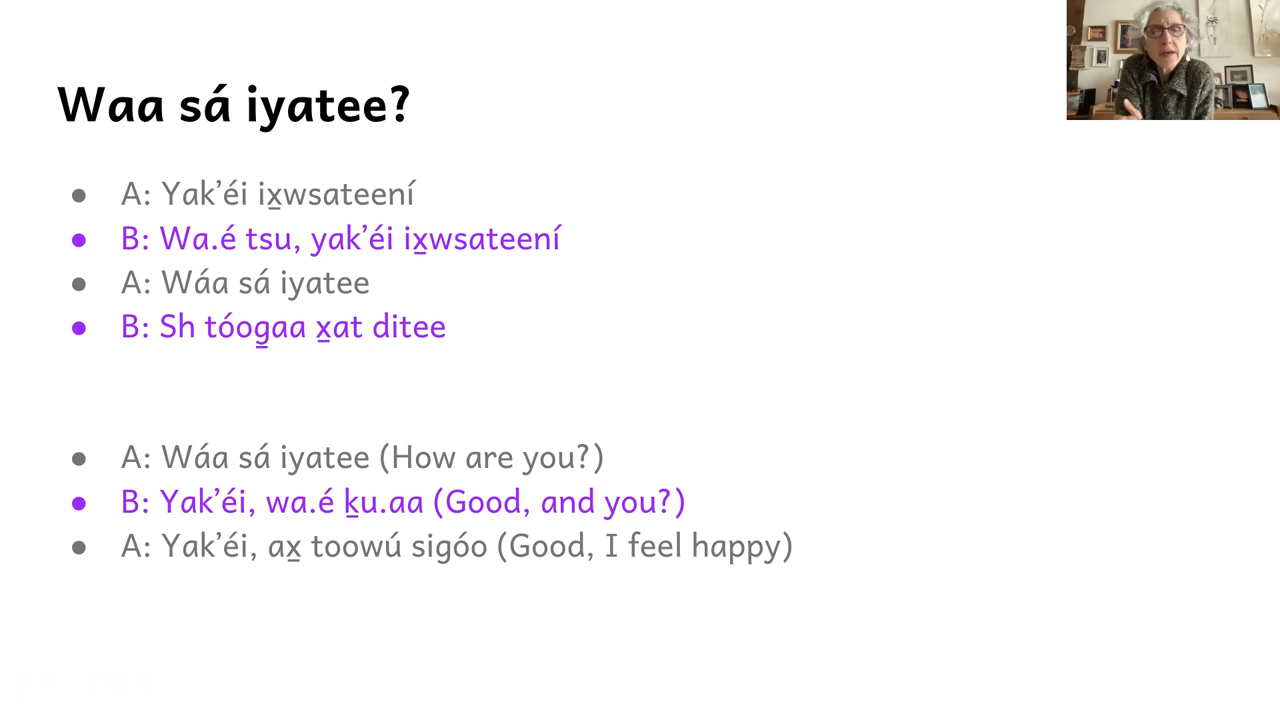 Waa sá iyatee?
● A: Yak’éi ix̲wsateení
● B: Wa.é tsu, yak’éi ix̲wsateení
● A: Wáa sá iyatee
● B: Sh tóog̲aa x̲at ditee
● A: Wáa sá iyatee (How are you?)
● B: Yak’éi, wa.é ḵu.aa (Good, and you?)
● A: Yak’éi, ax̲ toowú sigóo (Good, I feel happy)